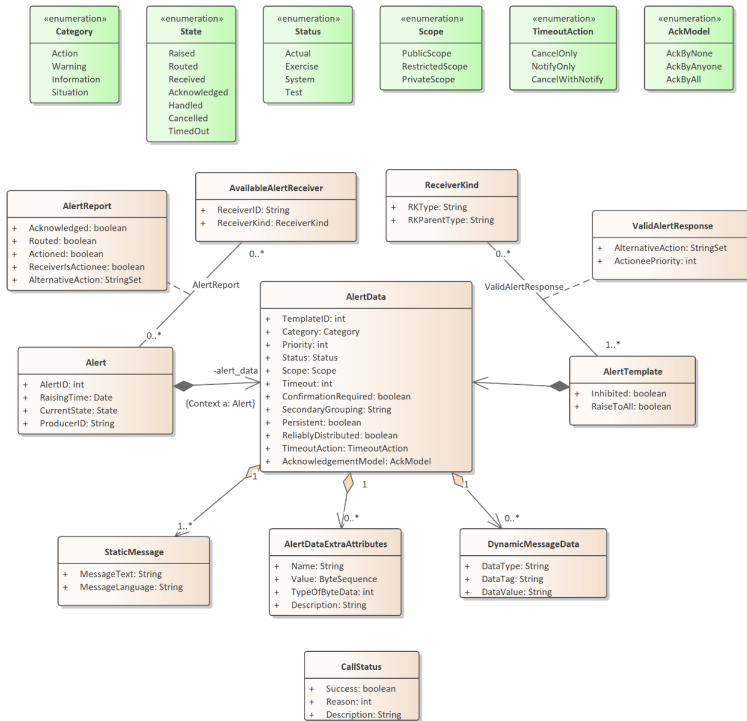 «enumeration»
Category
Action
Warning
Information
Situation
«enumeration»
State
Raised
Routed
Received
Acknowledged
Handled
Cancelled
TimedOut
«enumeration»
Status
Actual
Exercise
System
Test
«enumeration»
Scope
PublicScope
RestrictedScope
PrivateScope
«enumeration»
TimeoutAction
CancelOnly
NotifyOnly
CancelWithNotify
«enumeration»
AckModel
AckByNone
AckByAnyone
AckByAll
AlertReport
+ Acknowledged: boolean
+ Routed: boolean
+ Actioned: boolean
+ ReceiverIsActionee: boolean
+ AlternativeAction: StringSet
AvailableAlertReceiver
+ ReceiverID: String
+ ReceiverKind: ReceiverKind
ReceiverKind
+ RKType: String
+ RKParentType: String
ValidAlertResponse
+ AlternativeAction: StringSet
+ ActioneePriority: int
0..*
AlertReport
0..*
0..*
ValidAlertResponse
1..*
Alert
+ AlertID: int
+ RaisingTime: Date
+ CurrentState: State
+ ProducerID: String
-alert_data
{Context a: Alert}
AlertData
+ TemplateID: int
+ Category: Category
+ Priority: int
+ Status: Status
+ Scope: Scope
+ Timeout: int
+ ConfirmationRequired: boolean
+ SecondaryGrouping: String
+ Persistent: boolean
+ ReliablyDistributed: boolean
+ TimeoutAction: TimeoutAction
+ AcknowledgementModel: AckModel
AlertTemplate
+ Inhibited: boolean
+ RaiseToAll: boolean
1
1
1
1..*
0..*
0..*
StaticMessage
+ MessageText: String
+ MessageLanguage: String
AlertDataExtraAttributes
+ Name: String
+ Value: ByteSequence
+ TypeOfByteData: int
+ Description: String
DynamicMessageData
+ DataType: String
+ DataTag: String
+ DataValue: String
CallStatus
+ Success: boolean
+ Reason: int
+ Description: String